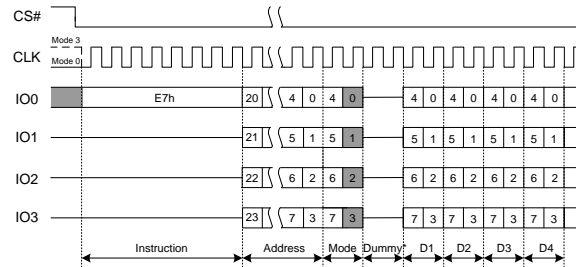 CS#
Mode 3
CLK
Mode 0
IO0 E7h 20 4 0 4 0 4 0 4 0 4 0 4 0
IO1 21 5 1 5 1 5 1 5 1 5 1 5 1
IO2 22 6 2 6 2 6 2 6 2 6 2 6 2
IO3 23 7 3 7 3 7 3 7 3 7 3 7 3
Instruction Address Mode Dummy* D1 D2 D3 D4